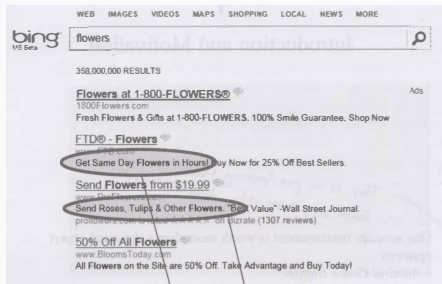 WEB IMAGES VIDEOS MAPS SHOPPING LOCAL NEWS MORE
bing
US Beta
flowers
358,000,000 RESULTS
Flowers at 1-800-FLOWERS®
Ads
1800Flowers.com
Fresh Flowers & Gifts at 1-800-FLOWERS. 100% Smile Guarantee. Shop Now
FTD® - Flowers
www.FTD.com
Get Same Day Flowers in Hours! Buy Now for 25% Off Best Sellers.
Send Flowers from $19.99
www.ProFlowers.com
Send Roses, Tulips & Other Flowers. "Best Value" -Wall Street Journal.
proflowers.com is rated ★★★★★ on Bizrate (1307 reviews)
50% Off All Flowers
www.BloomsToday.com
All Flowers on the Site are 50% Off. Take Advantage and Buy Today!